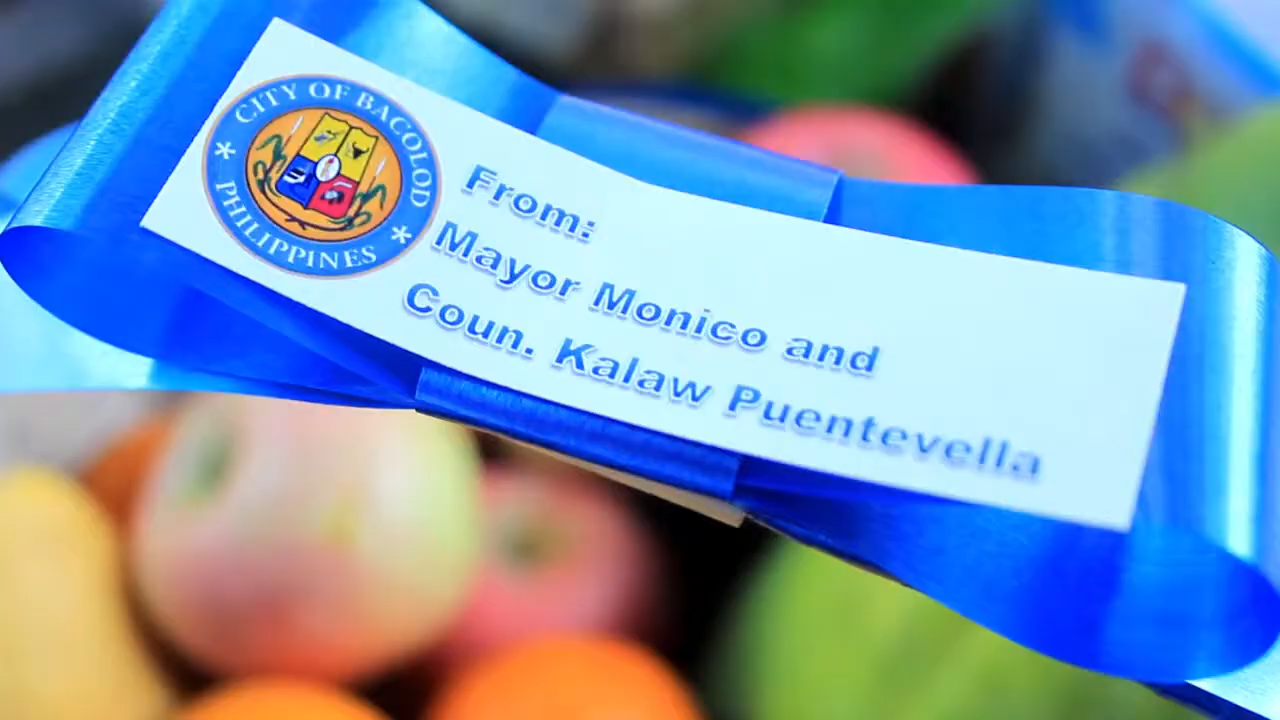 CITY OF BACOLOD
PHILIPPINES
From:
Mayor Monico and
Coun. Kalaw Puentevella